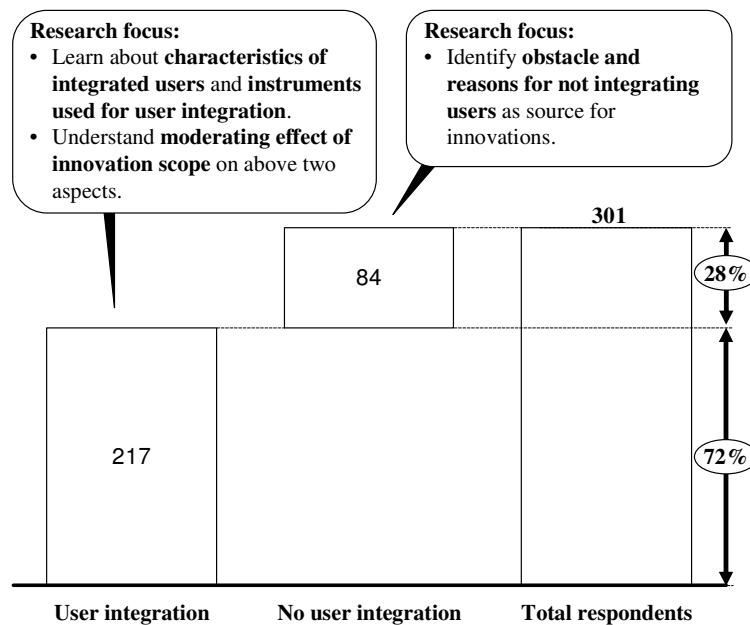 Research focus:
• Learn about characteristics of
integrated users and instruments
used for user integration.
• Understand moderating effect of
innovation scope on above two
aspects.
Research focus:
• Identify obstacle and
reasons for not integrating
users as source for
innovations.
301
28%
84
72%
217
User integration
No user integration
Total respondents